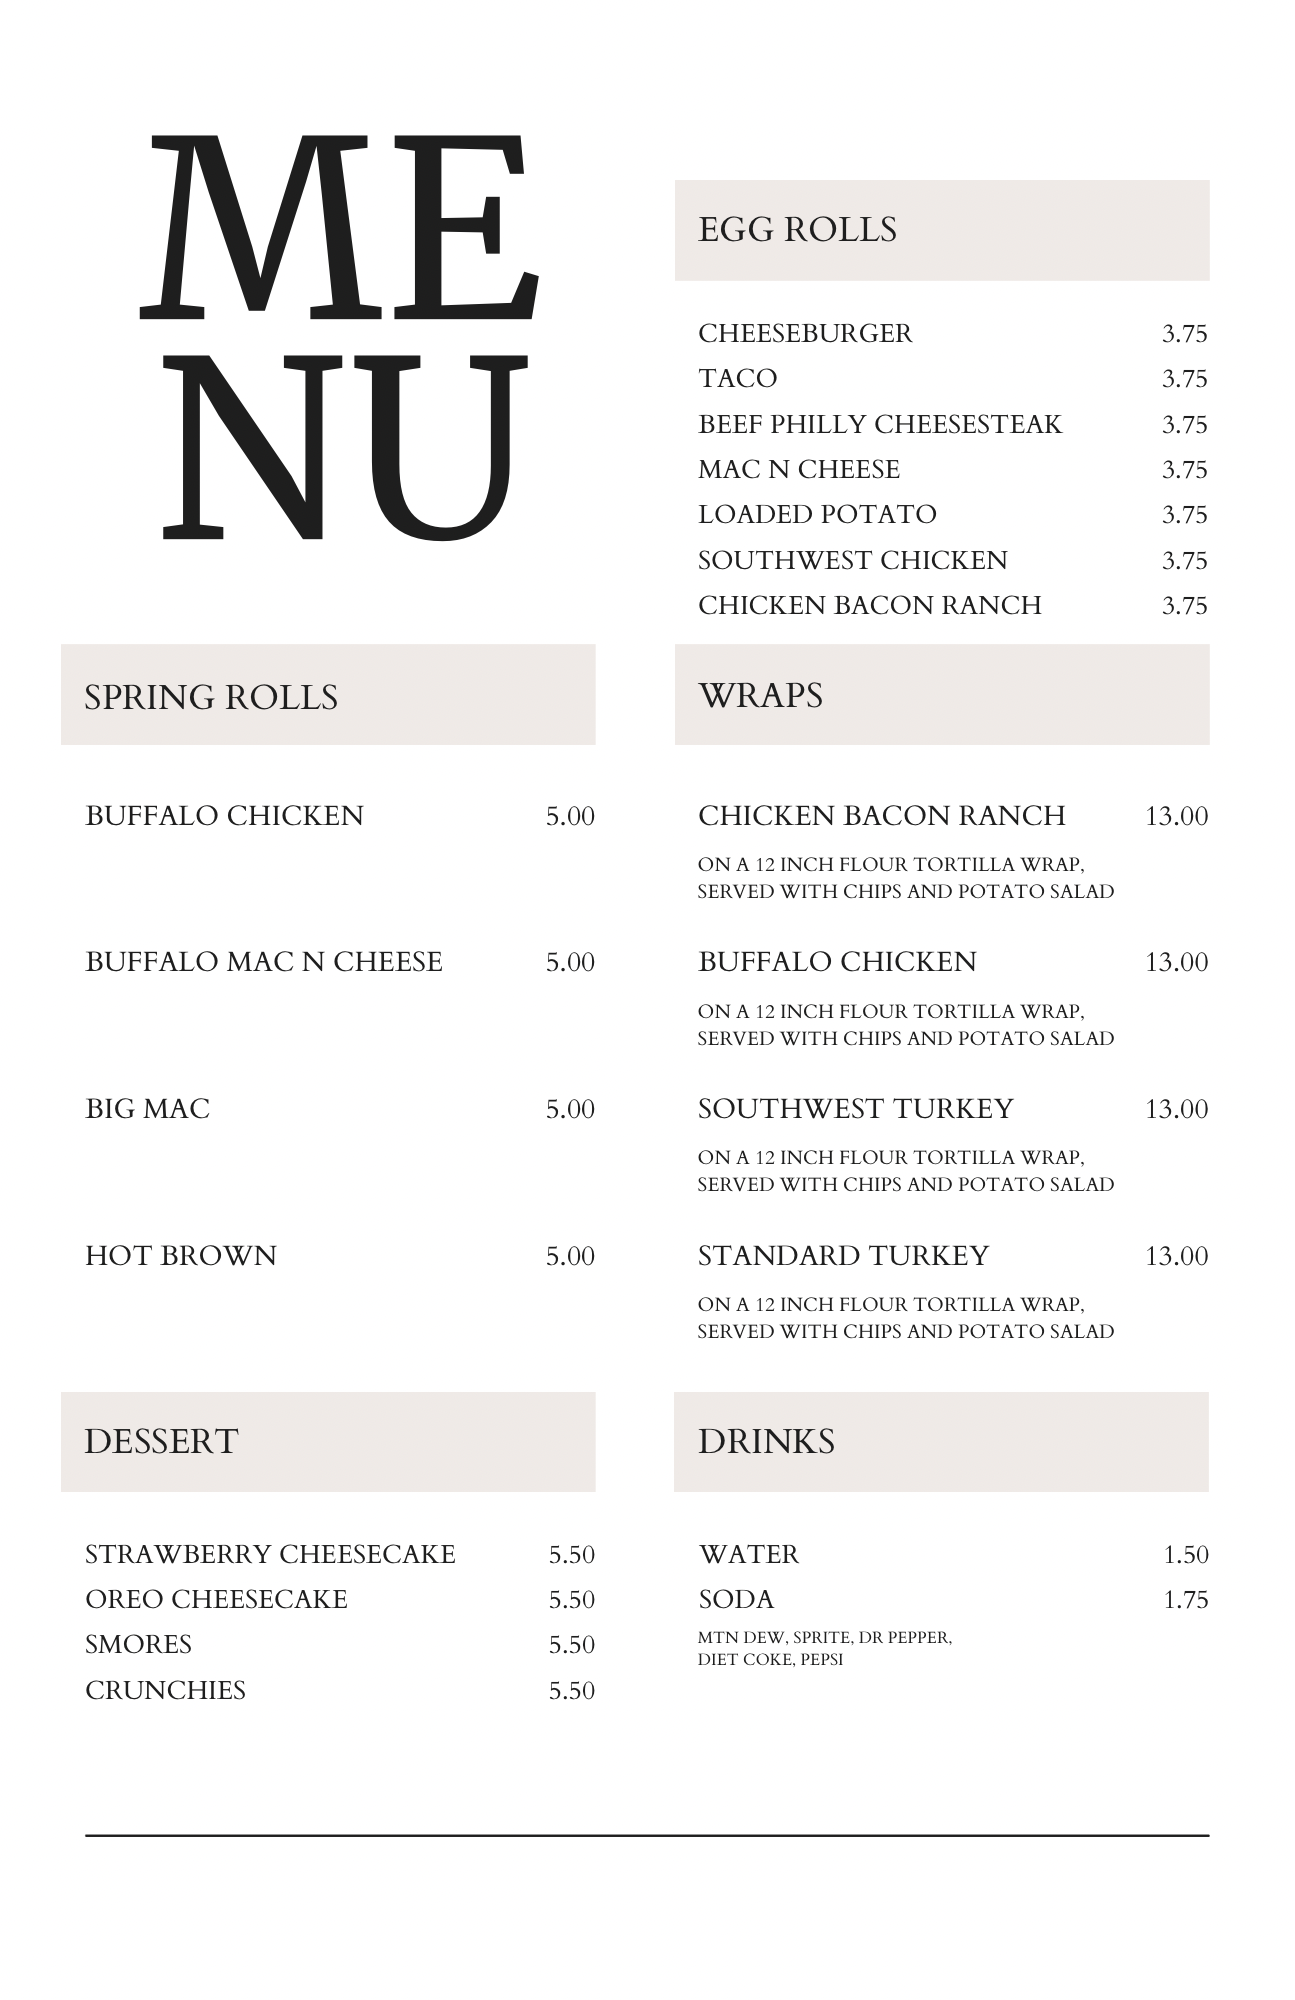 ME
NU
EGG ROLLS
CHEESEBURGER 3.75
TACO 3.75
BEEF PHILLY CHEESESTEAK 3.75
MAC N CHEESE 3.75
LOADED POTATO 3.75
SOUTHWEST CHICKEN 3.75
CHICKEN BACON RANCH 3.75
SPRING ROLLS
BUFFALO CHICKEN 5.00
BUFFALO MAC N CHEESE 5.00
BIG MAC 5.00
HOT BROWN 5.00
WRAPS
CHICKEN BACON RANCH 13.00
ON A 12 INCH FLOUR TORTILLA WRAP,
SERVED WITH CHIPS AND POTATO SALAD
BUFFALO CHICKEN 13.00
ON A 12 INCH FLOUR TORTILLA WRAP,
SERVED WITH CHIPS AND POTATO SALAD
SOUTHWEST TURKEY 13.00
ON A 12 INCH FLOUR TORTILLA WRAP,
SERVED WITH CHIPS AND POTATO SALAD
STANDARD TURKEY 13.00
ON A 12 INCH FLOUR TORTILLA WRAP,
SERVED WITH CHIPS AND POTATO SALAD
DESSERT
STRAWBERRY CHEESECAKE 5.50
OREO CHEESECAKE 5.50
SMORES 5.50
CRUNCHIES 5.50
DRINKS
WATER 1.50
SODA 1.75
MTN DEW, SPRITE, DR PEPPER,
DIET COKE, PEPSI